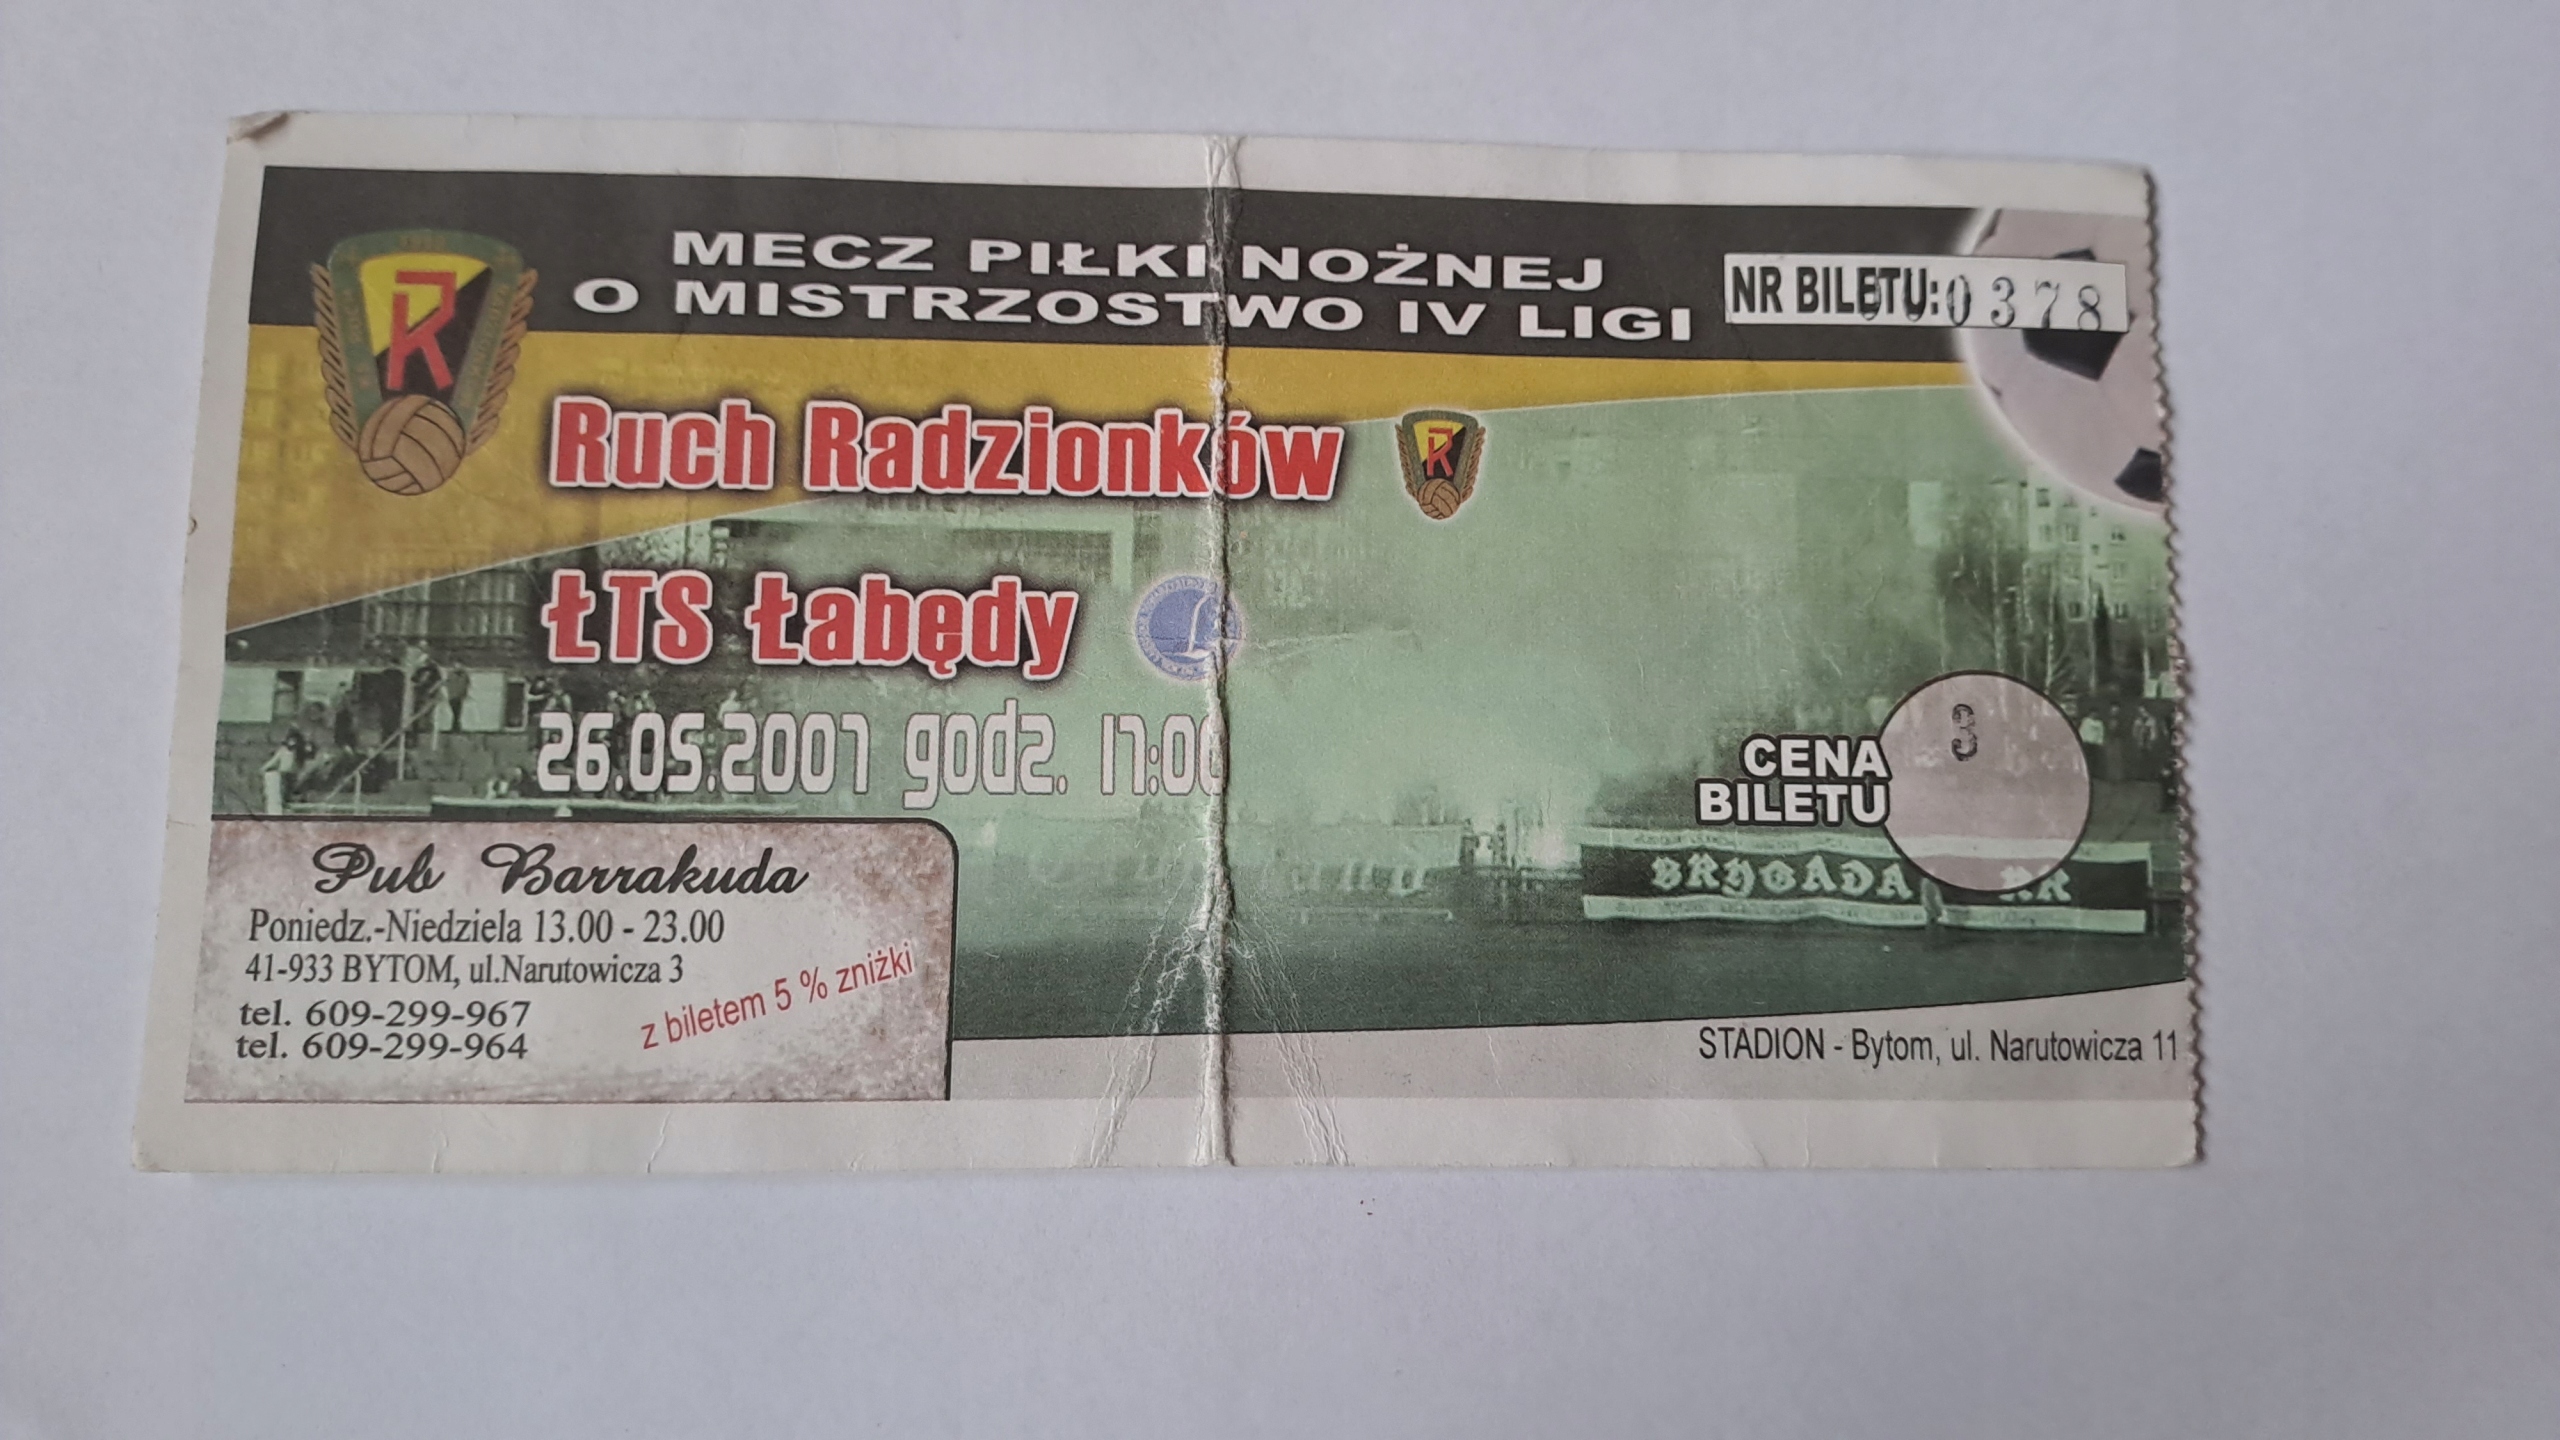 MECZ PIŁKI NOŻNEJ
O MISTRZOSTWO IV LIGI
NR BILETU: 0378
Ruch Radzionków
ŁTS Łabędy
26.05.2007 godz. 17:00
CENA
BILETU
3
BRYGADA RR
Pub Barrakuda
Poniedz.-Niedziela 13.00 - 23.00
41-933 BYTOM, ul.Narutowicza 3
tel. 609-299-967
tel. 609-299-964
z biletem 5 % zniżki
STADION - Bytom, ul. Narutowicza 11